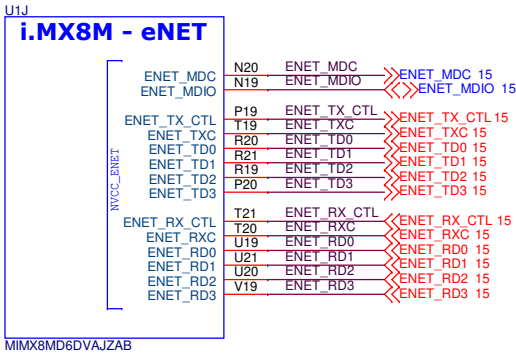 U1J
i.MX8M - eNET
NVCC_ENET
ENET_MDC N20 ENET_MDC ENET_MDC 15
ENET_MDIO N19 ENET_MDIO ENET_MDIO 15
ENET_TX_CTL P19 ENET_TX_CTL ENET_TX_CTL 15
ENET_TXC T19 ENET_TXC ENET_TXC 15
ENET_TD0 R20 ENET_TD0 ENET_TD0 15
ENET_TD1 R21 ENET_TD1 ENET_TD1 15
ENET_TD2 R19 ENET_TD2 ENET_TD2 15
ENET_TD3 P20 ENET_TD3 ENET_TD3 15
ENET_RX_CTL T21 ENET_RX_CTL ENET_RX_CTL 15
ENET_RXC T20 ENET_RXC ENET_RXC 15
ENET_RD0 U19 ENET_RD0 ENET_RD0 15
ENET_RD1 U21 ENET_RD1 ENET_RD1 15
ENET_RD2 U20 ENET_RD2 ENET_RD2 15
ENET_RD3 V19 ENET_RD3 ENET_RD3 15
MIMX8MD6DVAJZAB